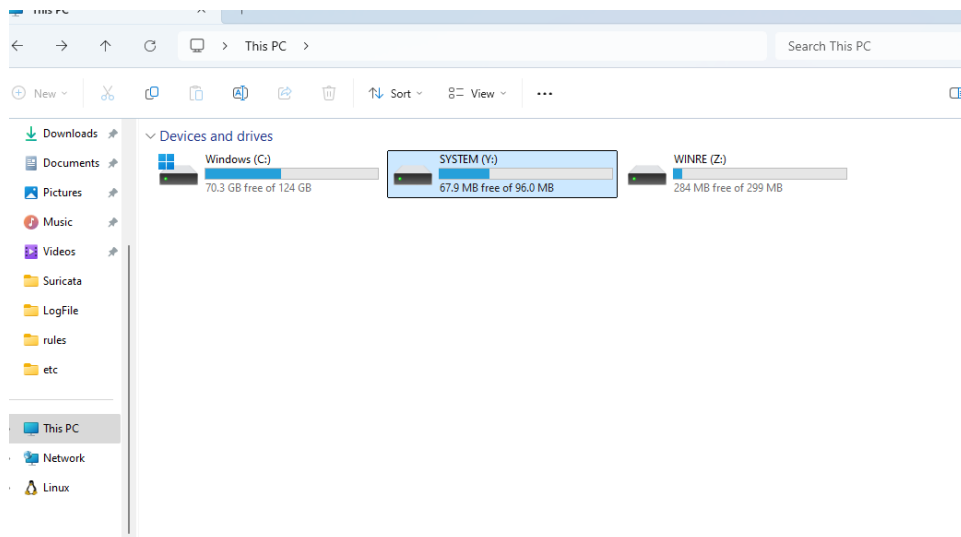 This PC
This PC
Search This PC
New
Sort
View
Downloads
Documents
Pictures
Music
Videos
Suricata
LogFile
rules
etc
This PC
Network
Linux
Devices and drives
Windows (C:)
70.3 GB free of 124 GB
SYSTEM (Y:)
67.9 MB free of 96.0 MB
WINRE (Z:)
284 MB free of 299 MB